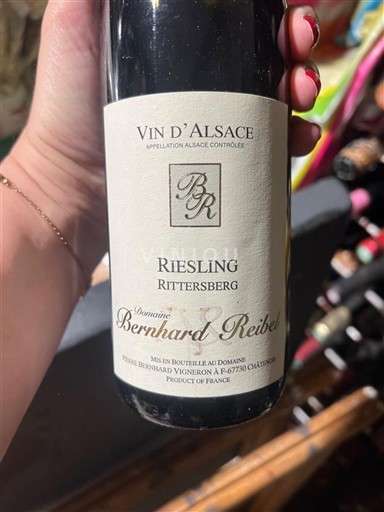 VIN D'ALSACE
APPELLATION ALSACE CONTRÔLÉE
BR
RIESLING
RITTERSBERG
Domaine
Bernhard Reibel
MIS EN BOUTEILLE AU DOMAINE
PIERRE BERNHARD VIGNERON À F-67730 CHÂTENOIS
PRODUCT OF FRANCE